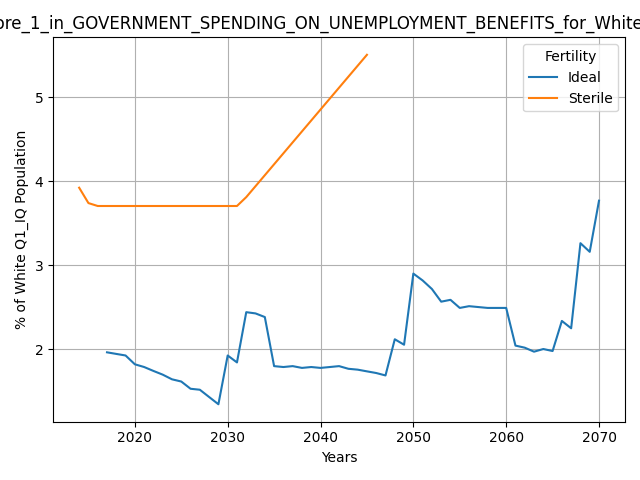 ore_1_in_GOVERNMENT_SPENDING_ON_UNEMPLOYMENT_BENEFITS_for_White
Fertility
Ideal
Sterile
% of White Q1_IQ Population
5
4
3
2
2020 2030 2040 2050 2060 2070
Years